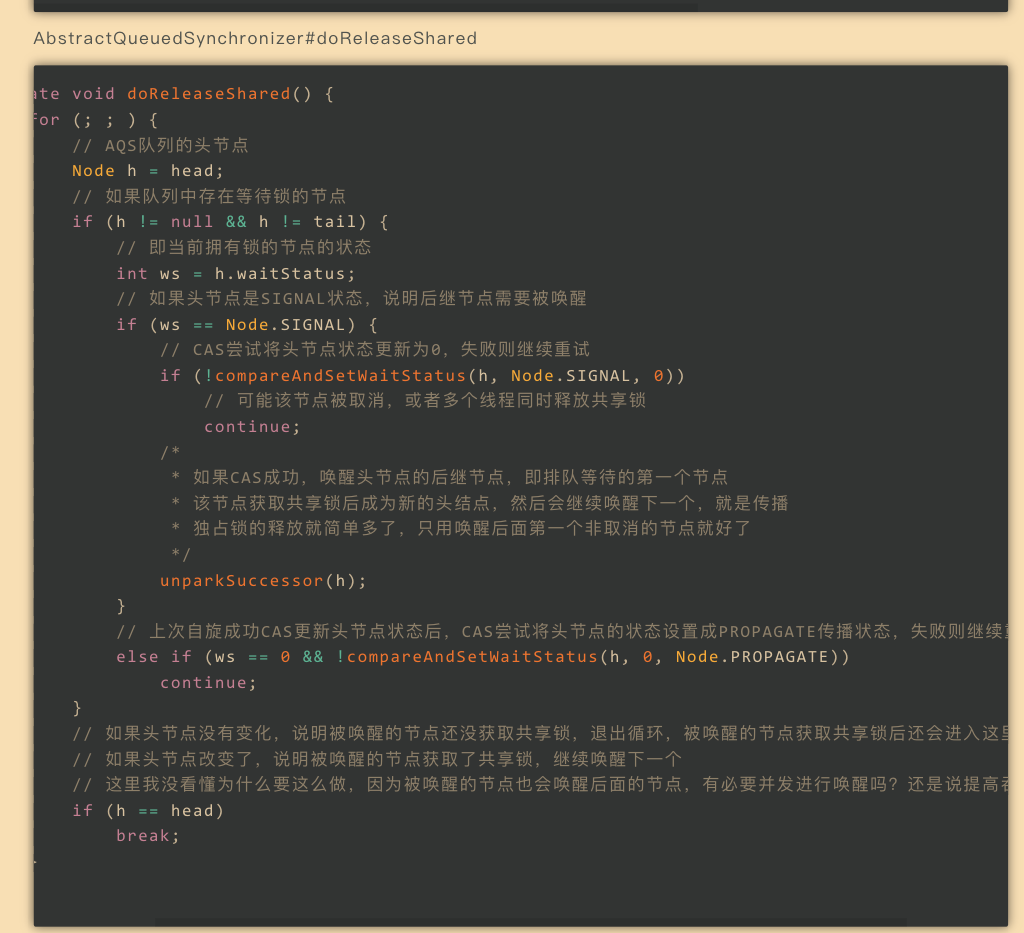 AbstractQueuedSynchronizer#doReleaseShared
ate void doReleaseShared() {
for (; ; ) {
// AQS队列的头节点
Node h = head;
// 如果队列中存在等待锁的节点
if (h != null && h != tail) {
// 即当前拥有锁的节点的状态
int ws = h.waitStatus;
// 如果头节点是SIGNAL状态，说明后继节点需要被唤醒
if (ws == Node.SIGNAL) {
// CAS尝试将头节点状态更新为0，失败则继续重试
if (!compareAndSetWaitStatus(h, Node.SIGNAL, 0))
// 可能该节点被取消，或者多个线程同时释放共享锁
continue;
/*
* 如果CAS成功，唤醒头节点的后继节点，即排队等待的第一个节点
* 该节点获取共享锁后成为新的头结点，然后会继续唤醒下一个，就是传播
* 独占锁的释放就简单多了，只用唤醒后面第一个非取消的节点就好了
*/
unparkSuccessor(h);
}
// 上次自旋成功CAS更新头节点状态后，CAS尝试将头节点的状态设置成PROPAGATE传播状态，失败则继续
else if (ws == 0 && !compareAndSetWaitStatus(h, 0, Node.PROPAGATE))
continue;
}
// 如果头节点没有变化，说明被唤醒的节点还没获取共享锁，退出循环，被唤醒的节点获取共享锁后还会进入这
// 如果头节点改变了，说明被唤醒的节点获取了共享锁，继续唤醒下一个
// 这里我没看懂为什么要这么做，因为被唤醒的节点也会唤醒后面的节点，有必要并发进行唤醒吗？还是说提高
if (h == head)
break;